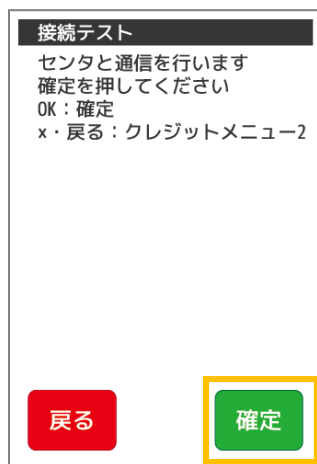 接続テスト
センタと通信を行います
確定を押してください
OK：確定
×・戻る：クレジットメニュー2
戻る
確定